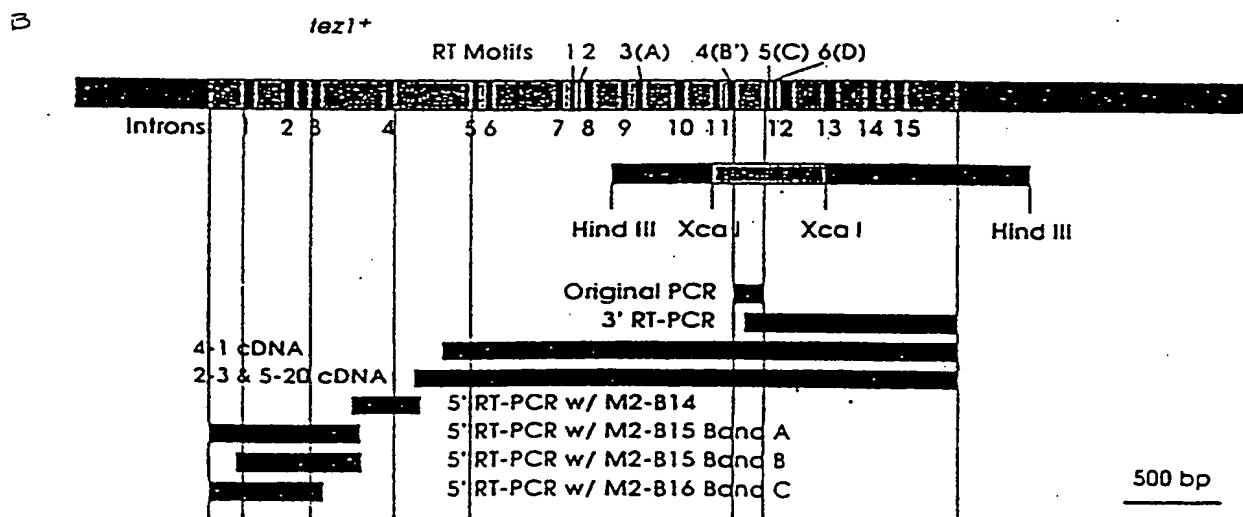 B
tez1+
RT Motifs 1 2 3(A) 4(B') 5(C) 6(D)
Introns 1 2 3 4 5 6 7 8 9 10 11 12 13 14 15
Hind III Xca I Xca I Hind III
Original PCR
3' RT-PCR
4-1 cDNA
2-3 & 5-20 cDNA
5' RT-PCR w/ M2-B14
5' RT-PCR w/ M2-B15 Band A
5' RT-PCR w/ M2-B15 Band B
5' RT-PCR w/ M2-B16 Band C
500 bp